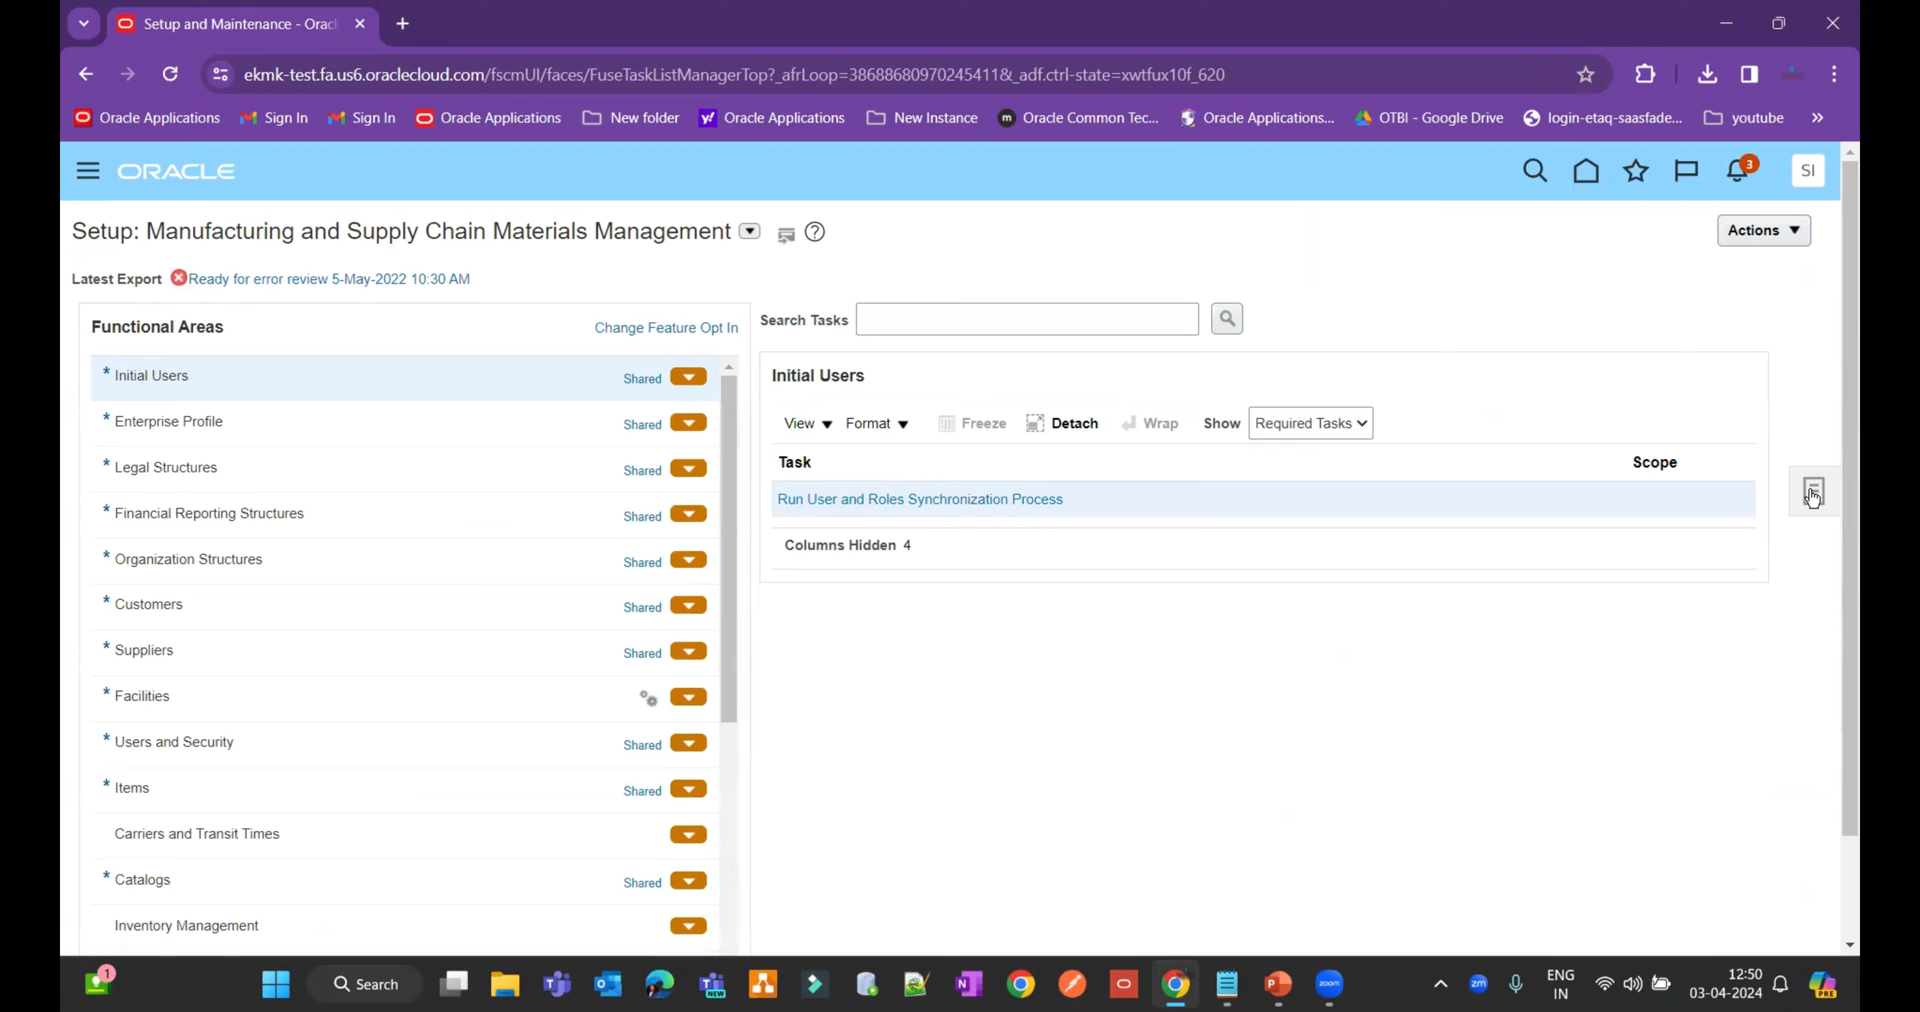 Setup and Maintenance - Orac
ekmk-test.fa.us6.oraclecloud.com/fscmUI/faces/FuseTaskListManagerTop?_afrLoop=38688680970245411&_adf.ctrl-state=xwtfux10f_620
Oracle Applications Sign In Sign In Oracle Applications New folder Oracle Applications New Instance Oracle Common Tec... Oracle Applications... OTBI - Google Drive login-etaq-saasfade... youtube »
ORACLE 3 SI
Setup: Manufacturing and Supply Chain Materials Management Actions
Latest Export Ready for error review 5-May-2022 10:30 AM
Functional Areas Change Feature Opt In
Search Tasks
* Initial Users Shared
* Enterprise Profile Shared
* Legal Structures Shared
* Financial Reporting Structures Shared
* Organization Structures Shared
* Customers Shared
* Suppliers Shared
* Facilities
* Users and Security Shared
* Items Shared
Carriers and Transit Times
* Catalogs Shared
Inventory Management
Initial Users
View Format Freeze Detach Wrap Show Required Tasks
Task Scope
Run User and Roles Synchronization Process
Columns Hidden 4
1 Search NEW zoom zm ENG IN 12:50 03-04-2024 PRE